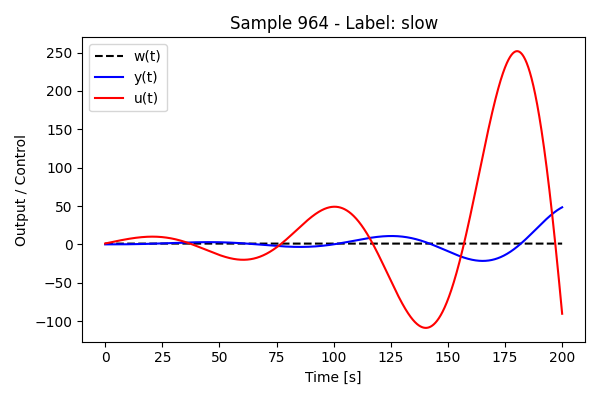 Sample 964 - Label: slow
w(t)
y(t)
u(t)
Output / Control
250
200
150
100
50
0
−50
−100
0 25 50 75 100 125 150 175 200
Time [s]